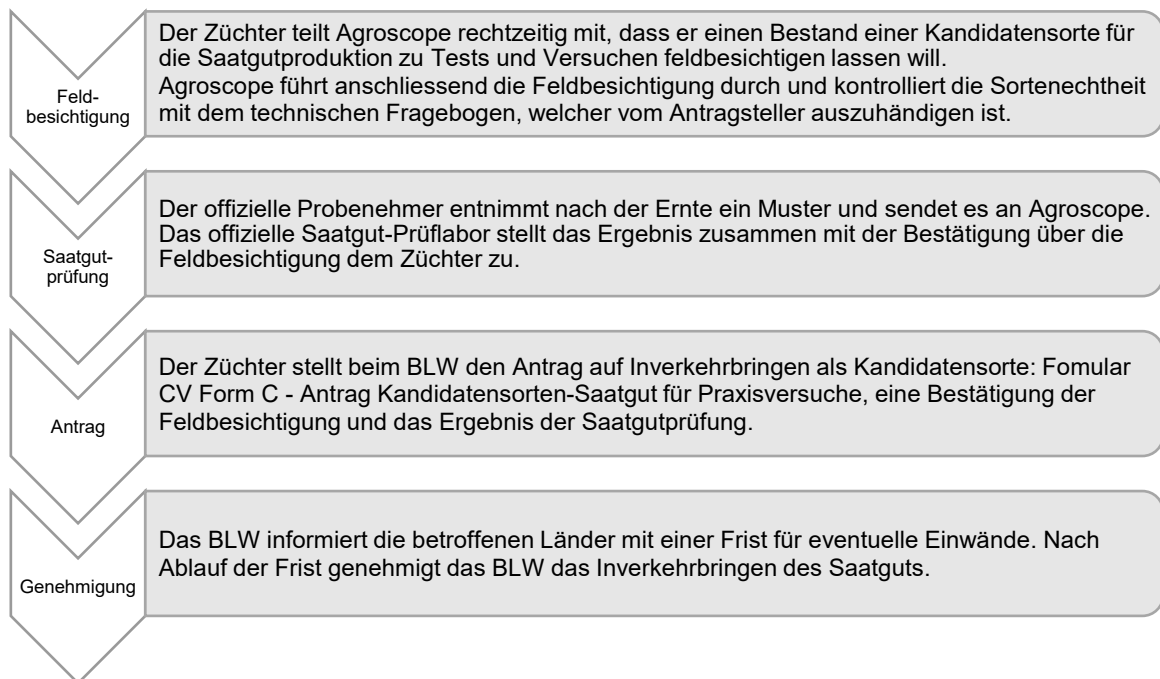 Feld-
besichtigung
Der Züchter teilt Agroscope rechtzeitig mit, dass er einen Bestand einer Kandidatensorte für
die Saatgutproduktion zu Tests und Versuchen feldbesichtigen lassen will.
Agroscope führt anschliessend die Feldbesichtigung durch und kontrolliert die Sortenechtheit
mit dem technischen Fragebogen, welcher vom Antragsteller auszuhändigen ist.
Saatgut-
prüfung
Der offizielle Probenehmer entnimmt nach der Ernte ein Muster und sendet es an Agroscope.
Das offizielle Saatgut-Prüflabor stellt das Ergebnis zusammen mit der Bestätigung über die
Feldbesichtigung dem Züchter zu.
Antrag
Der Züchter stellt beim BLW den Antrag auf Inverkehrbringen als Kandidatensorte: Fomular
CV Form C - Antrag Kandidatensorten-Saatgut für Praxisversuche, eine Bestätigung der
Feldbesichtigung und das Ergebnis der Saatgutprüfung.
Genehmigung
Das BLW informiert die betroffenen Länder mit einer Frist für eventuelle Einwände. Nach
Ablauf der Frist genehmigt das BLW das Inverkehrbringen des Saatguts.